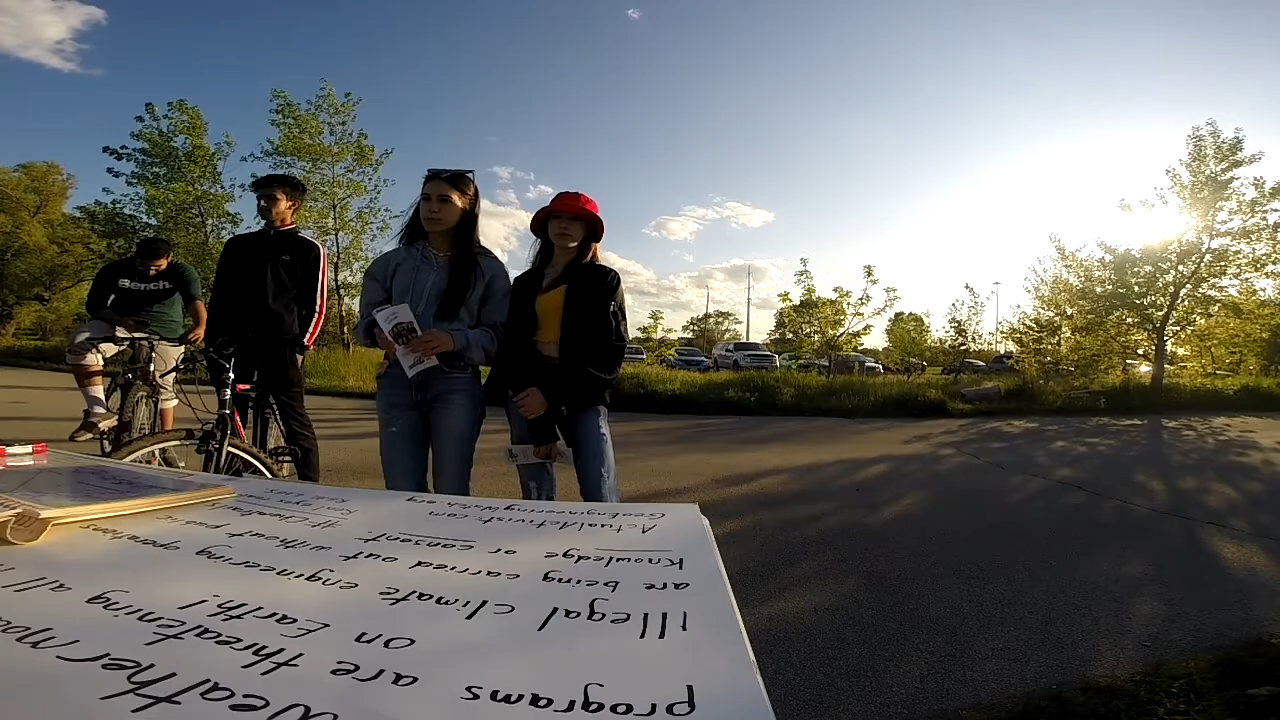 Bench.
Weather mod
programs are threatening all
on Earth!
Illegal climate engineering operations
are being carried out without public
Knowledge or consent. #Chemtrails
ActualActivist.com
GeoEngineeringWatch.org